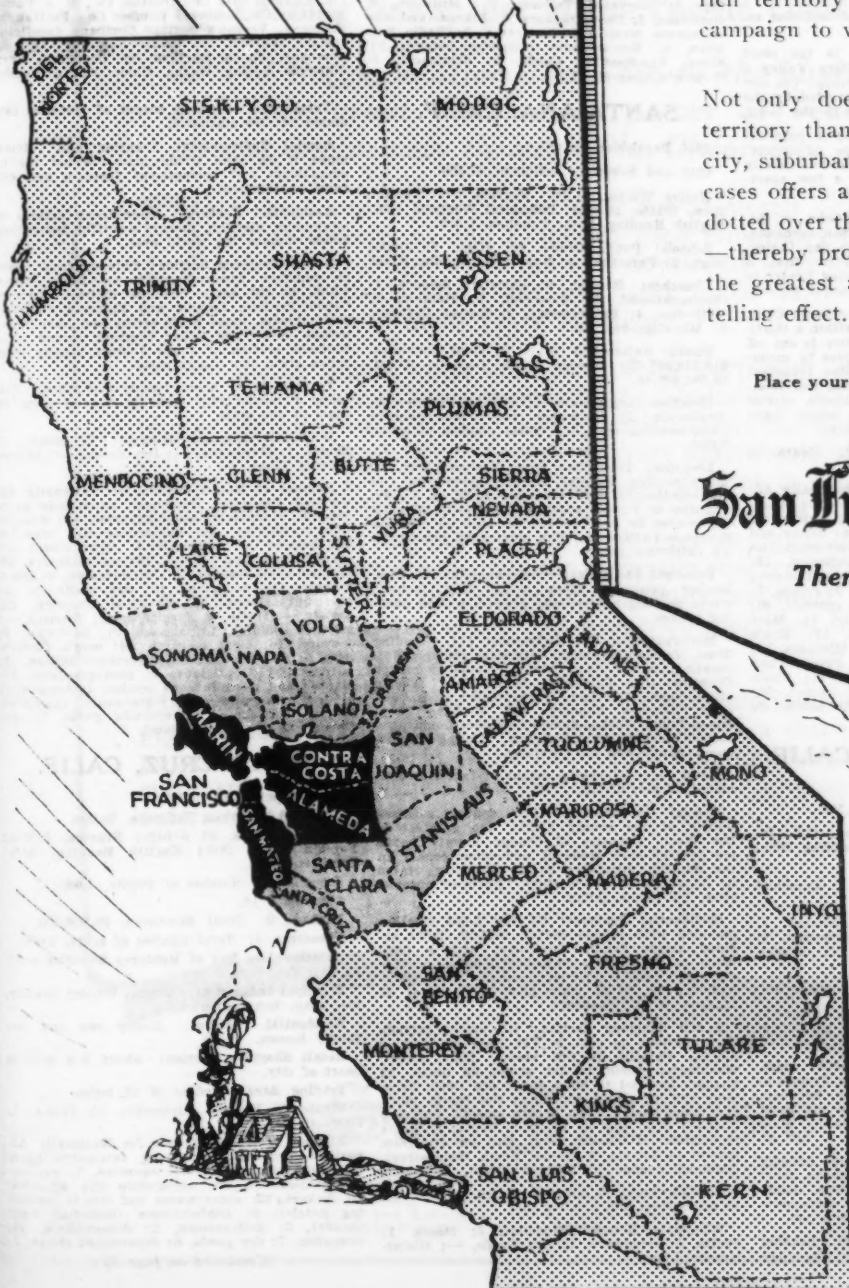 rich territory
campaign to
Not only doe
territory than
city, suburban
cases offers a
dotted over th
—thereby pro
the greatest a
telling effect.
Place your
San Fr
Ther
DEL
NORTE
SISKIYOU
MODOC
HUMBOLDT
TRINITY
SHASTA
LASSEN
TEHAMA
PLUMAS
MENDOCINO
GLENN
BUTTE
SIERRA
NEVADA
YUBA
LAKE
COLUSA
SUTTER
PLACER
YOLO
ELDORADO
SONOMA
NAPA
SACRAMENTO
ALPINE
AMADOR
SOLANO
CALAVERAS
MARIN
CONTRA
COSTA
SAN
JOAQUIN
TUOLUMNE
MONO
SAN
FRANCISCO
ALAMEDA
STANISLAUS
MARIPOSA
SAN MATEO
SANTA
CLARA
MERCED
MADERA
SANTA CRUZ
INYO
FRESNO
SAN
BENITO
MONTEREY
TULARE
KINGS
SAN LUIS
OBISPO
KERN